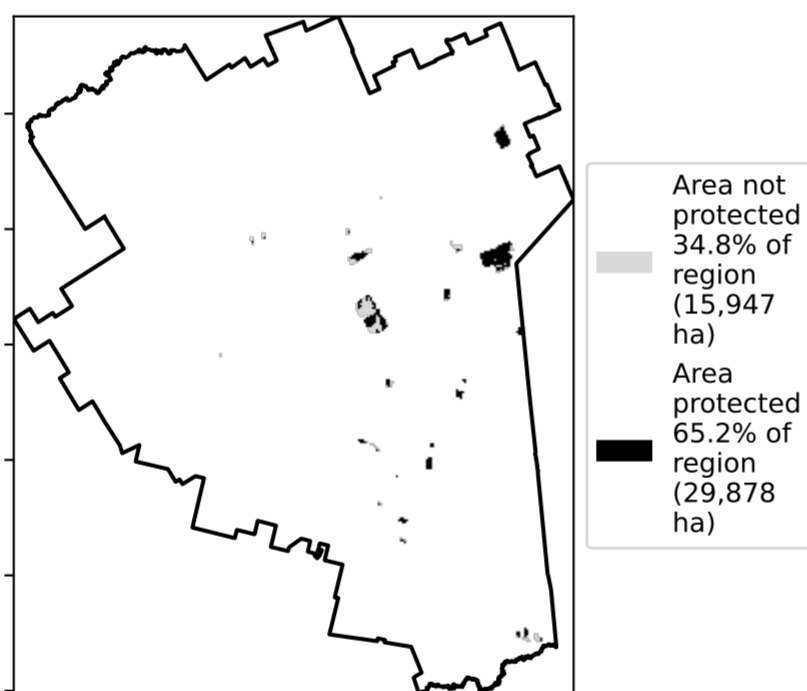 Area not
protected
34.8% of
region
(15,947
ha)
Area
protected
65.2% of
region
(29,878
ha)